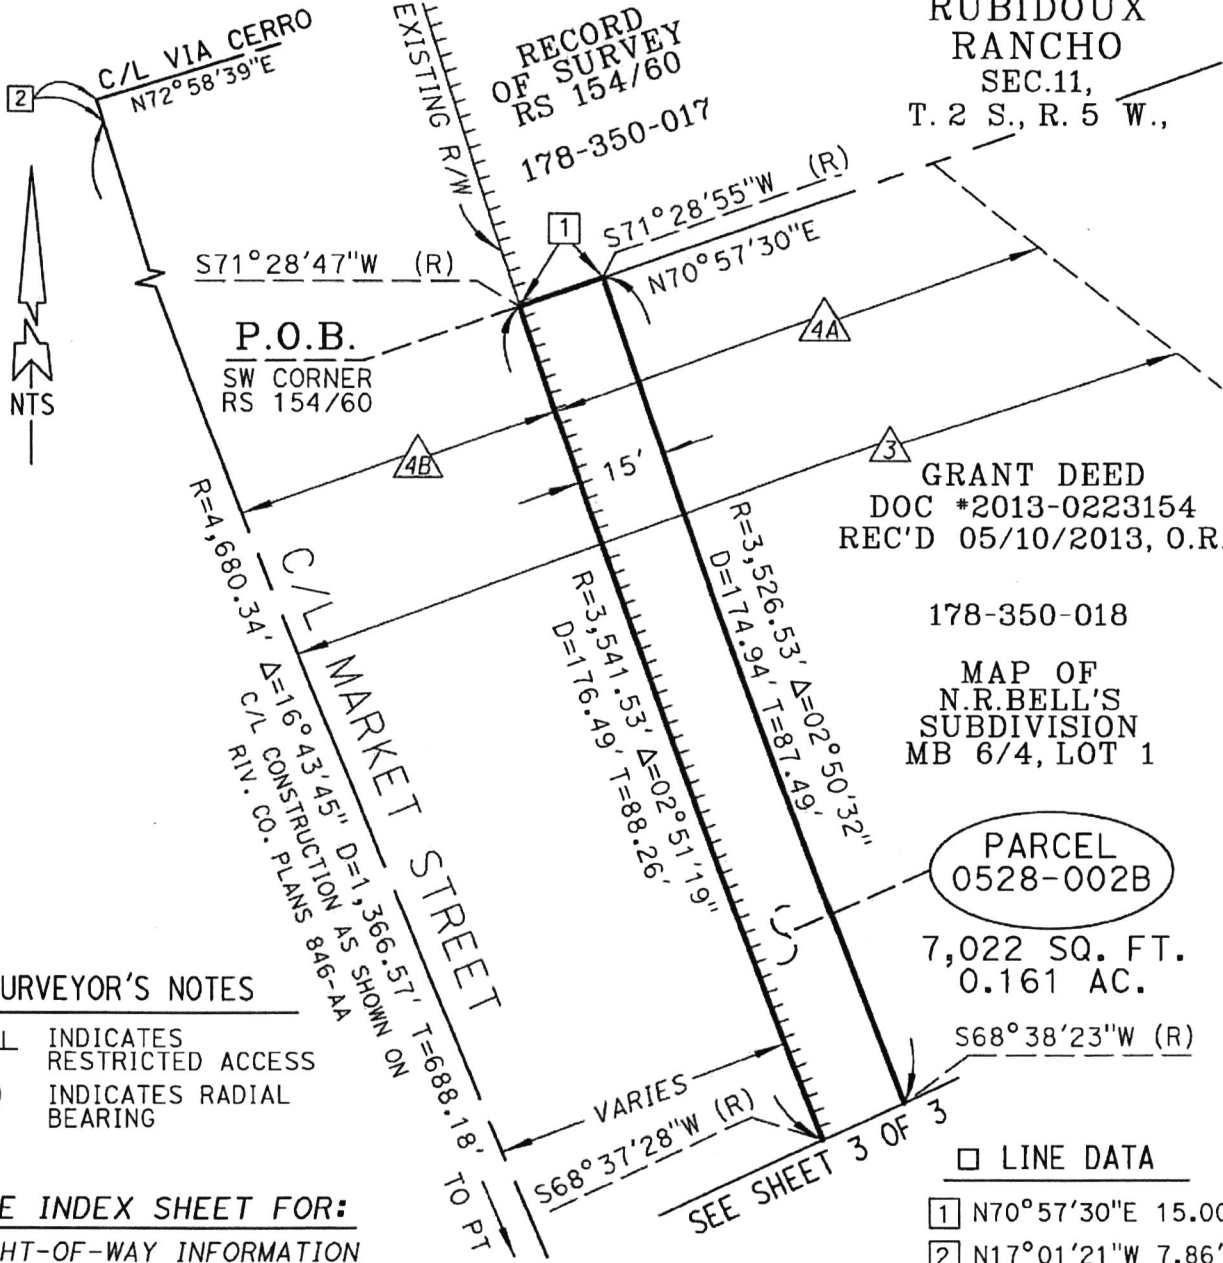 C/L VIA CERRO
N72°58'39"E
2
EXISTING R/W
RECORD
OF SURVEY
RS 154/60
178-350-017
RUBIDOUX
RANCHO
SEC.11,
T. 2 S., R. 5 W.,
NTS
S71°28'47"W (R)
1
S71°28'55"W (R)
N70°57'30"E
P.O.B.
SW CORNER
RS 154/60
4A
4B
3
15'
GRANT DEED
DOC #2013-0223154
REC'D 05/10/2013, O.R.
178-350-018
MAP OF
N.R.BELL'S
SUBDIVISION
MB 6/4, LOT 1
R=4,680.34' Δ=16°43'45" D=1,366.57' T=688.18' TO PT
C/L CONSTRUCTION AS SHOWN ON
RIV. CO. PLANS 846-AA
C/L MARKET STREET
R=3,541.53' Δ=02°51'19"
D=176.49' T=88.26'
R=3,526.53' Δ=02°50'32"
D=174.94' T=87.49'
PARCEL
0528-002B
7,022 SQ. FT.
0.161 AC.
S68°38'23"W (R)
VARIES
S68°37'28"W (R)
SEE SHEET 3 OF 3
URVEYOR'S NOTES
INDICATES
RESTRICTED ACCESS
) INDICATES RADIAL
BEARING
E INDEX SHEET FOR:
HT-OF-WAY INFORMATION
LINE DATA
1 N70°57'30"E 15.00
2 N17°01'21"W 7.86'